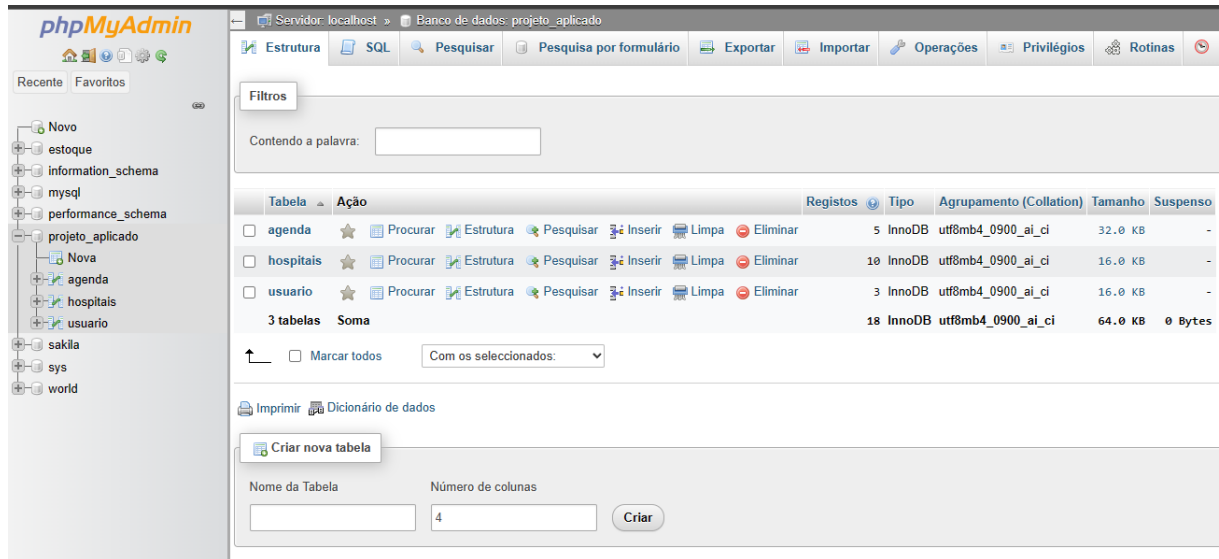 phpMyAdmin
Recente Favoritos
Novo
estoque
information_schema
mysql
performance_schema
projeto_aplicado
Nova
agenda
hospitais
usuario
sakila
sys
world
Servidor: localhost » Banco de dados: projeto_aplicado
Estrutura SQL Pesquisar Pesquisa por formulário Exportar Importar Operações Privilégios Rotinas
Filtros
Contendo a palavra:
Tabela Ação Registos Tipo Agrupamento (Collation) Tamanho Suspenso
agenda Procurar Estrutura Pesquisar Inserir Limpa Eliminar 5 InnoDB utf8mb4_0900_ai_ci 32.0 KB -
hospitais Procurar Estrutura Pesquisar Inserir Limpa Eliminar 10 InnoDB utf8mb4_0900_ai_ci 16.0 KB -
usuario Procurar Estrutura Pesquisar Inserir Limpa Eliminar 3 InnoDB utf8mb4_0900_ai_ci 16.0 KB -
3 tabelas Soma 18 InnoDB utf8mb4_0900_ai_ci 64.0 KB 0 Bytes
Marcar todos Com os seleccionados:
Imprimir Dicionário de dados
Criar nova tabela
Nome da Tabela Número de colunas
4 Criar